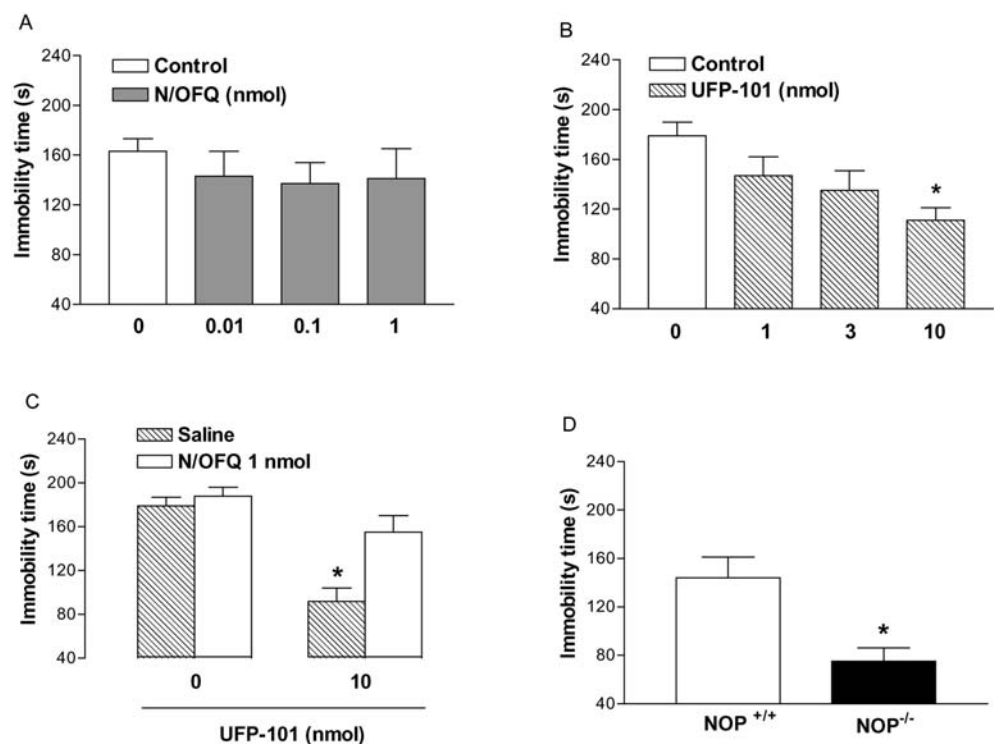 A
240
200
160
120
80
40
Immobility time (s)
Control
N/OFQ (nmol)
0 0.01 0.1 1
B
240
200
160
120
80
40
Immobility time (s)
Control
UFP-101 (nmol)
*
0 1 3 10
C
240
200
160
120
80
40
Immobility time (s)
Saline
N/OFQ 1 nmol
*
0 10
UFP-101 (nmol)
D
240
200
160
120
80
40
Immobility time (s)
*
NOP +/+ NOP-/-